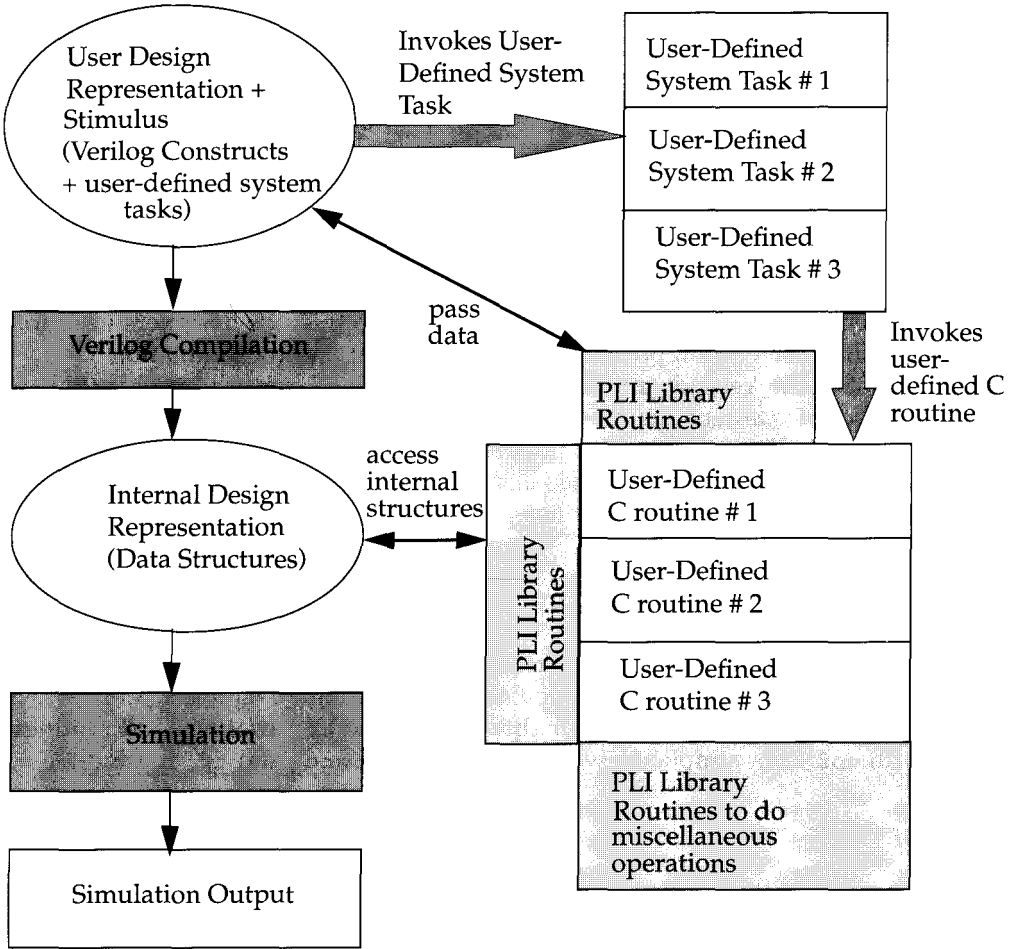 User Design
Representation +
Stimulus
(Verilog Constructs
+ user-defined system
tasks)
Invokes User-
Defined System
Task
User-Defined
System Task # 1
User-Defined
System Task # 2
User-Defined
System Task # 3
pass
data
Invokes
user-
defined C
routine
Verilog Compilation
PLI Library
Routines
access
internal
structures
Internal Design
Representation
(Data Structures)
PLI Library
Routines
User-Defined
C routine # 1
User-Defined
C routine # 2
User-Defined
C routine # 3
Simulation
PLI Library
Routines to do
miscellaneous
operations
Simulation Output